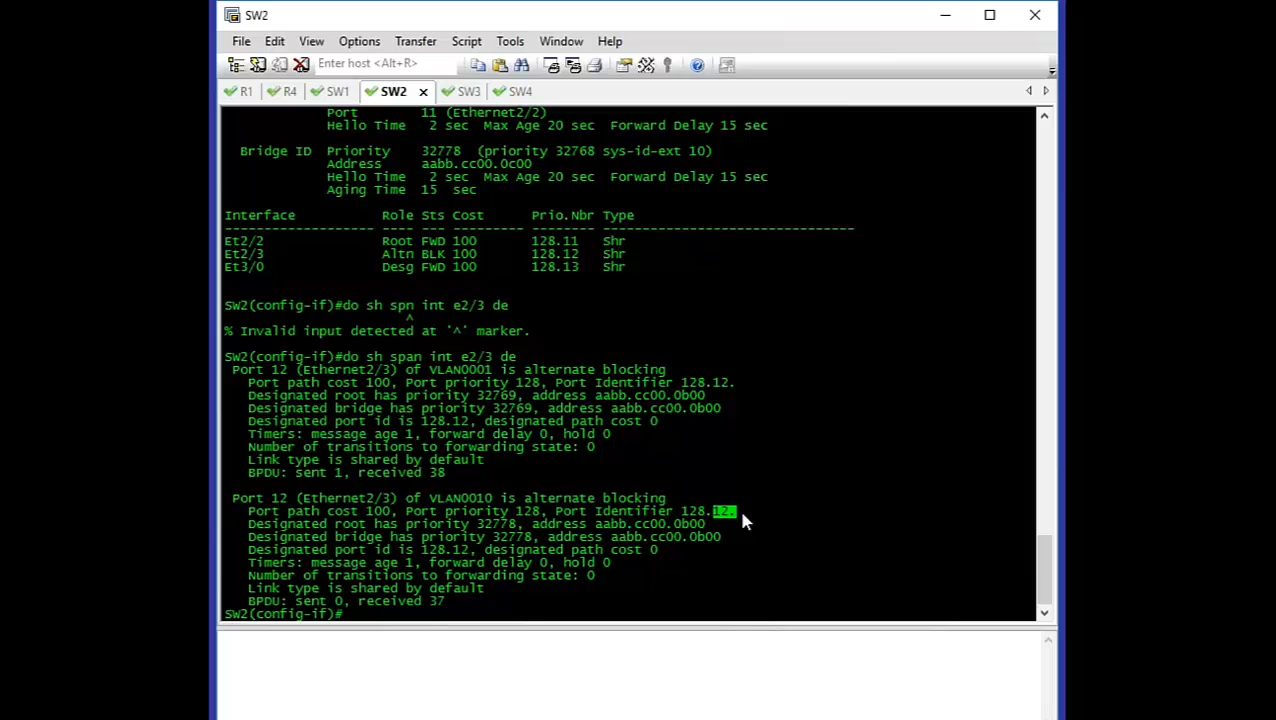 SW2
File Edit View Options Transfer Script Tools Window Help
Enter host <Alt+R>
R1 R4 SW1 SW2 SW3 SW4
Port 11 (Ethernet2/2)
Hello Time 2 sec Max Age 20 sec Forward Delay 15 sec
Bridge ID Priority 32778 (priority 32768 sys-id-ext 10)
Address aabb.cc00.0c00
Hello Time 2 sec Max Age 20 sec Forward Delay 15 sec
Aging Time 15 sec
Interface Role Sts Cost Prio.Nbr Type
------------------- ---- --- --------- -------- --------------------------------
Et2/2 Root FWD 100 128.11 Shr
Et2/3 Altn BLK 100 128.12 Shr
Et3/0 Desg FWD 100 128.13 Shr
SW2(config-if)#do sh spn int e2/3 de
^
% Invalid input detected at '^' marker.
SW2(config-if)#do sh span int e2/3 de
Port 12 (Ethernet2/3) of VLAN0001 is alternate blocking
Port path cost 100, Port priority 128, Port Identifier 128.12.
Designated root has priority 32769, address aabb.cc00.0b00
Designated bridge has priority 32769, address aabb.cc00.0b00
Designated port id is 128.12, designated path cost 0
Timers: message age 1, forward delay 0, hold 0
Number of transitions to forwarding state: 0
Link type is shared by default
BPDU: sent 1, received 38
Port 12 (Ethernet2/3) of VLAN0010 is alternate blocking
Port path cost 100, Port priority 128, Port Identifier 128.12.
Designated root has priority 32778, address aabb.cc00.0b00
Designated bridge has priority 32778, address aabb.cc00.0b00
Designated port id is 128.12, designated path cost 0
Timers: message age 1, forward delay 0, hold 0
Number of transitions to forwarding state: 0
Link type is shared by default
BPDU: sent 0, received 37
SW2(config-if)#